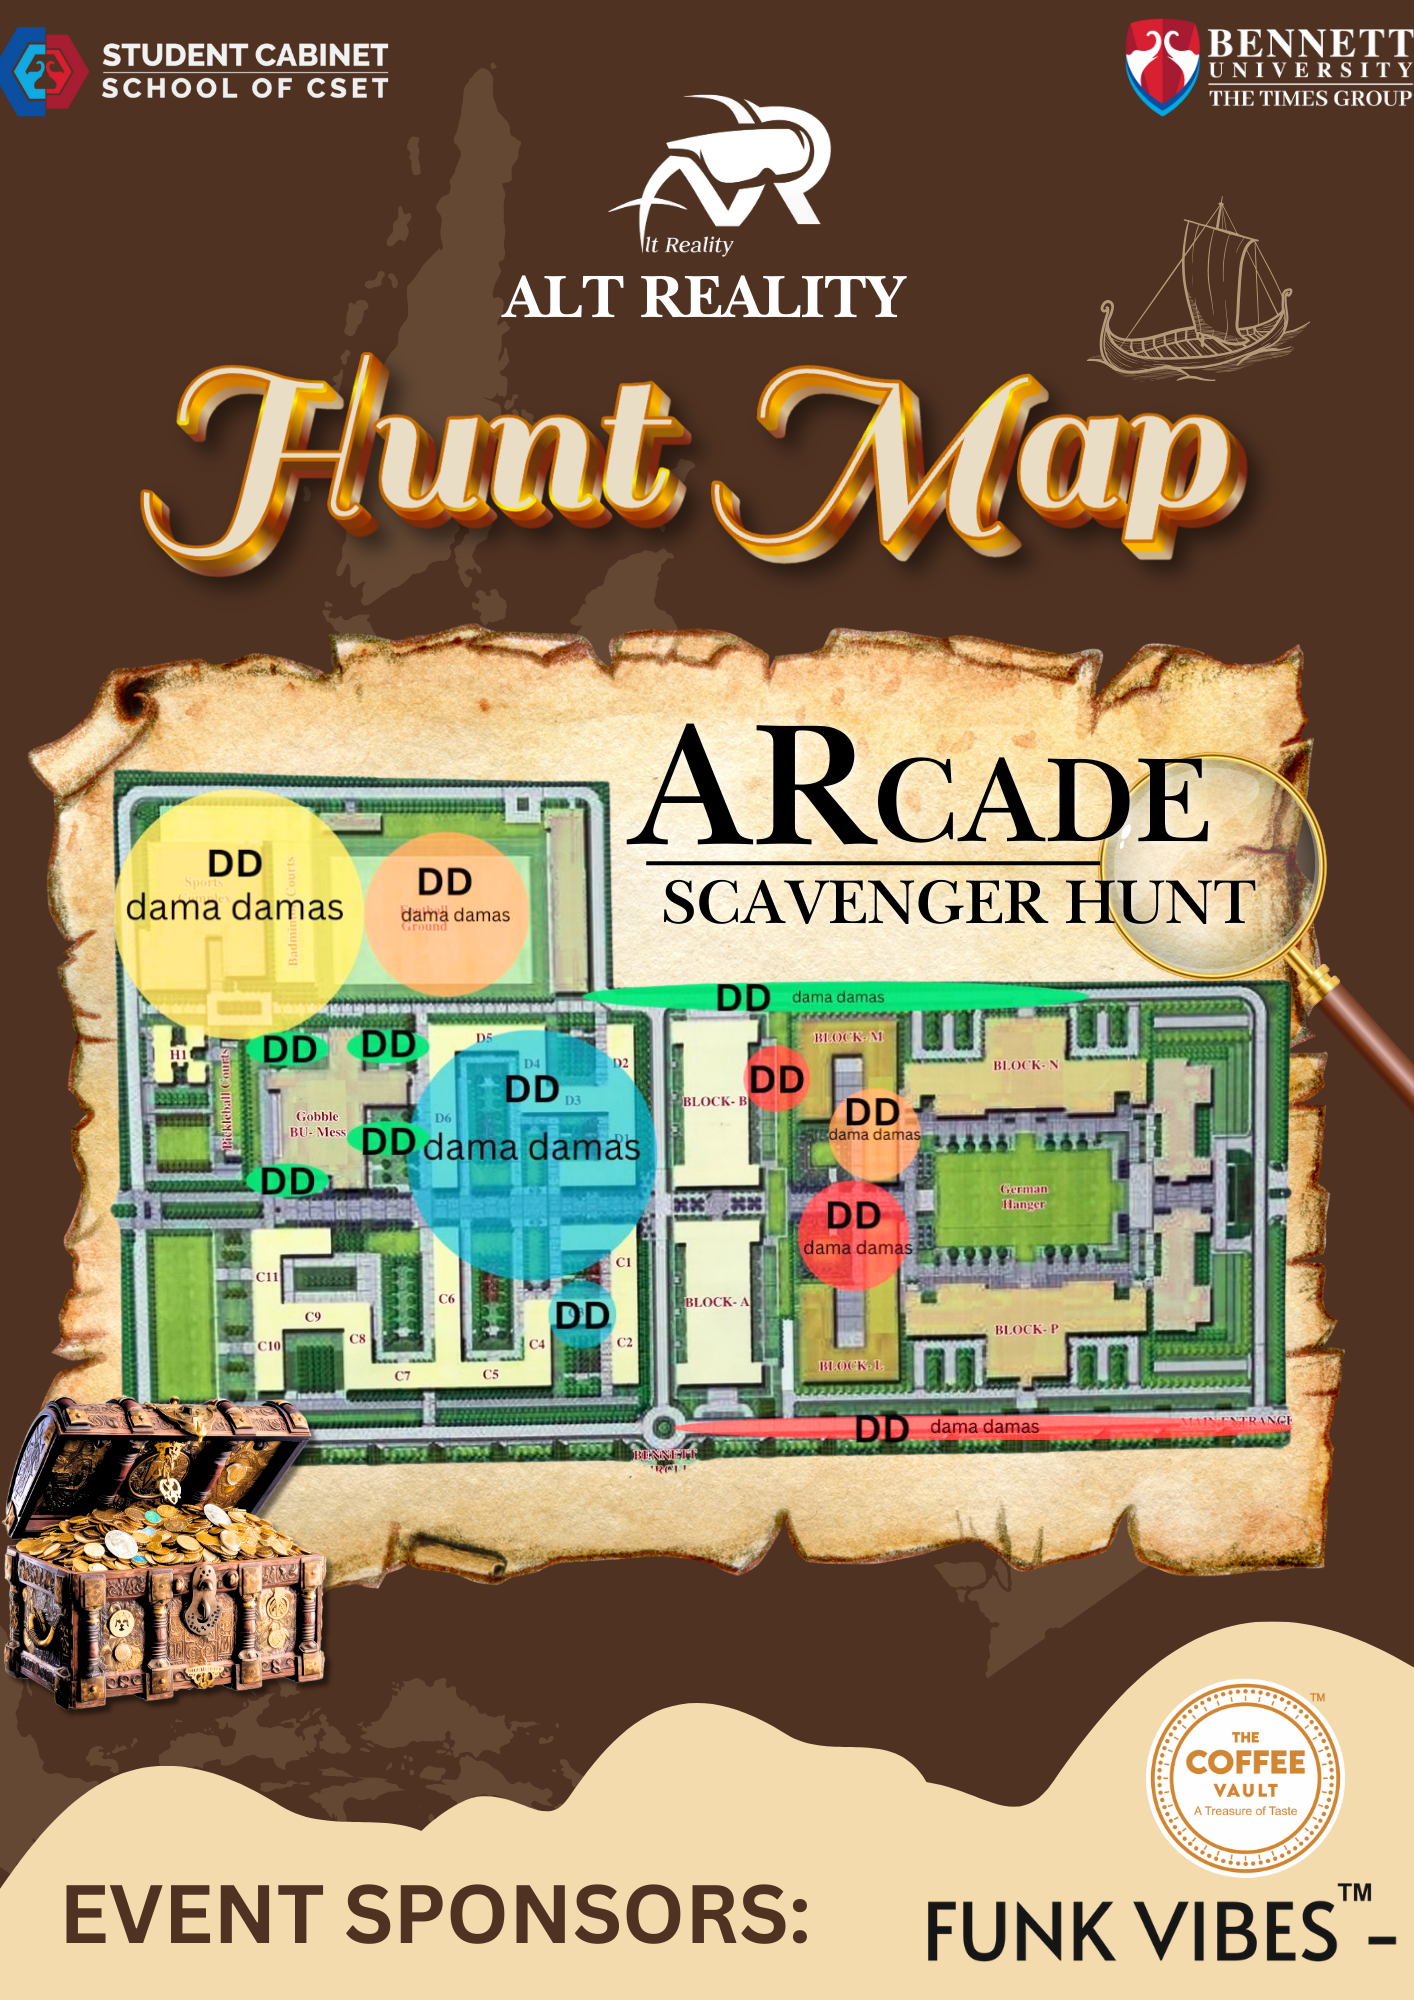 STUDENT CABINET
SCHOOL OF CSET
BENNETT
UNIVERSITY
THE TIMES GROUP
lt Reality
ALT REALITY
Hunt Map
ARCADE
SCAVENGER HUNT
DD
dama damas
Sports
Badminton Courts
DD
dama damas
Football
Ground
DD dama damas
H1
Pickleball Courts
DD
DD
Gobble
BU- Mess
DD
DD
D5
D4
D2
D6
D3
D1
DD
dama damas
BLOCK- B
BLOCK- M
BLOCK- N
DD
DD
dama damas
DD
dama damas
German
Hanger
C11
C9
C10
C8
C7
C6
C5
C4
DD
C1
C2
BLOCK- A
BLOCK- L
BLOCK- P
DD dama damas
MAIN ENTRANCE
BENNETT
THE
COFFEE
VAULT
A Treasure of Taste
TM
EVENT SPONSORS:
FUNK VIBES™ -